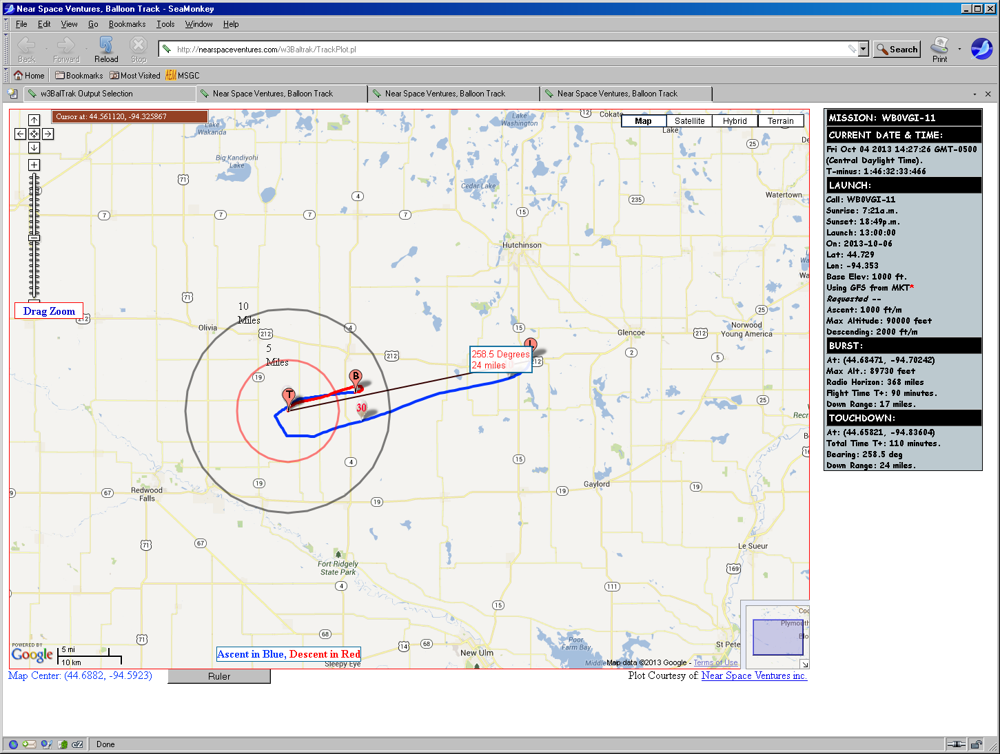 Near Space Ventures, Balloon Track - SeaMonkey
File Edit View Go Bookmarks Tools Window Help
Back Forward Reload Stop
http://nearspaceventures.com/w3Baltrak/TrackPlot.pl
Search
Print
Home Bookmarks Most Visited AEM MSGC
w3BalTrak Output Selection
Near Space Ventures, Balloon Track
Near Space Ventures, Balloon Track
Near Space Ventures, Balloon Track
Cursor at: 44.561120, -94.325867
Map Satellite Hybrid Terrain
Drag Zoom
Lake
Wakanda
Lake
Washington
Cokato
Lake
Big Kandiyohi
Lake
Cedar Lake
Watertown
Hutchinson
Olivia
Glencoe
Norwood
Young America
10
Miles
5
Miles
258.5 Degrees
24 miles
L
B
T
30
Redwood
Falls
Gaylord
Le Sueur
Fort Ridgely
State Park
New Ulm
Poor
Farm Bay
Middle
St Pete
Sleepy Eye
12
25
71
4
235
7
7
7
7
15
71
212
212
4
15
25
212
212
2
5
212
19
25
15
4
19
19
67
19
19
19
71
67
169
4
111
15
68
71
14
68
POWERED BY
Google
5 mi
10 km
Ascent in Blue, Descent in Red
Map data ©2013 Google - Terms of Use
Map Center: (44.6882, -94.5923)
Ruler
Plot Courtesy of: Near Space Ventures inc.
MISSION: WB0VGI-11
CURRENT DATE & TIME:
Fri Oct 04 2013 14:27:26 GMT-0500
(Central Daylight Time).
T-minus: 1:46:32:33:466
LAUNCH:
Call: WB0VGI-11
Sunrise: 7:21a.m.
Sunset: 18:49p.m.
Launch: 13:00:00
On: 2013-10-06
Lat: 44.729
Lon: -94.353
Base Elev: 1000 ft.
Using GFS from MKT*
Requested --
Ascent: 1000 ft/m
Max Altitude: 90000 feet
Descending: 2000 ft/m
BURST:
At: (44.68471, -94.70242)
Max Alt.: 89730 feet
Radio Horizon: 368 miles
Flight Time T+: 90 minutes.
Down Range: 17 miles.
TOUCHDOWN:
At: (44.65821, -94.83604)
Total Time T+: 110 minutes.
Bearing: 258.5 deg
Down Range: 24 miles.
Done